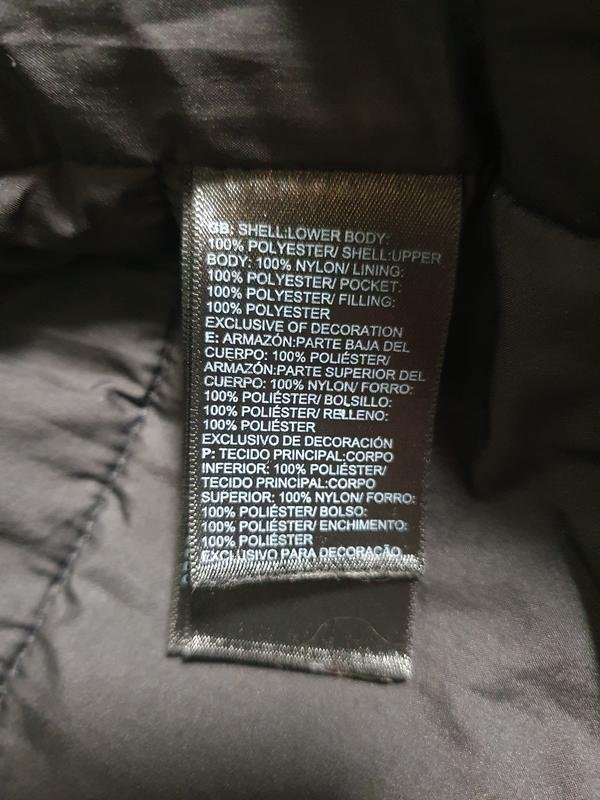 GB: SHELL:LOWER BODY:
100% POLYESTER/ SHELL:UPPER
BODY: 100% NYLON/ LINING:
100% POLYESTER/ POCKET:
100% POLYESTER/ FILLING:
100% POLYESTER
EXCLUSIVE OF DECORATION
E: ARMAZÓN:PARTE BAJA DEL
CUERPO: 100% POLIÉSTER/
ARMAZÓN:PARTE SUPERIOR DEL
CUERPO: 100% NYLON/ FORRO:
100% POLIÉSTER/ BOLSILLO:
100% POLIÉSTER/ RELLENO:
100% POLIÉSTER
EXCLUSIVO DE DECORACIÓN
P: TECIDO PRINCIPAL:CORPO
INFERIOR: 100% POLIÉSTER/
TECIDO PRINCIPAL:CORPO
SUPERIOR: 100% NYLON/ FORRO:
100% POLIÉSTER/ BOLSO:
100% POLIÉSTER/ ENCHIMENTO:
100% POLIÉSTER
EXCLUSIVO PARA DECORAÇÃO